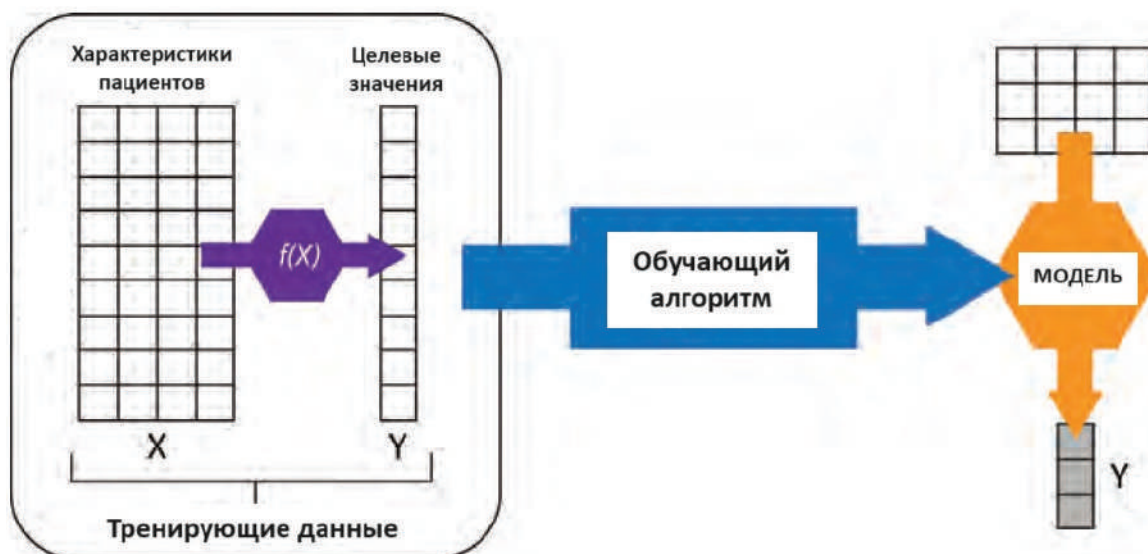 Характеристики
пациентов
Целевые
значения
f(X)
X
Y
Тренирующие данные
Обучающий
алгоритм
МОДЕЛЬ
Y